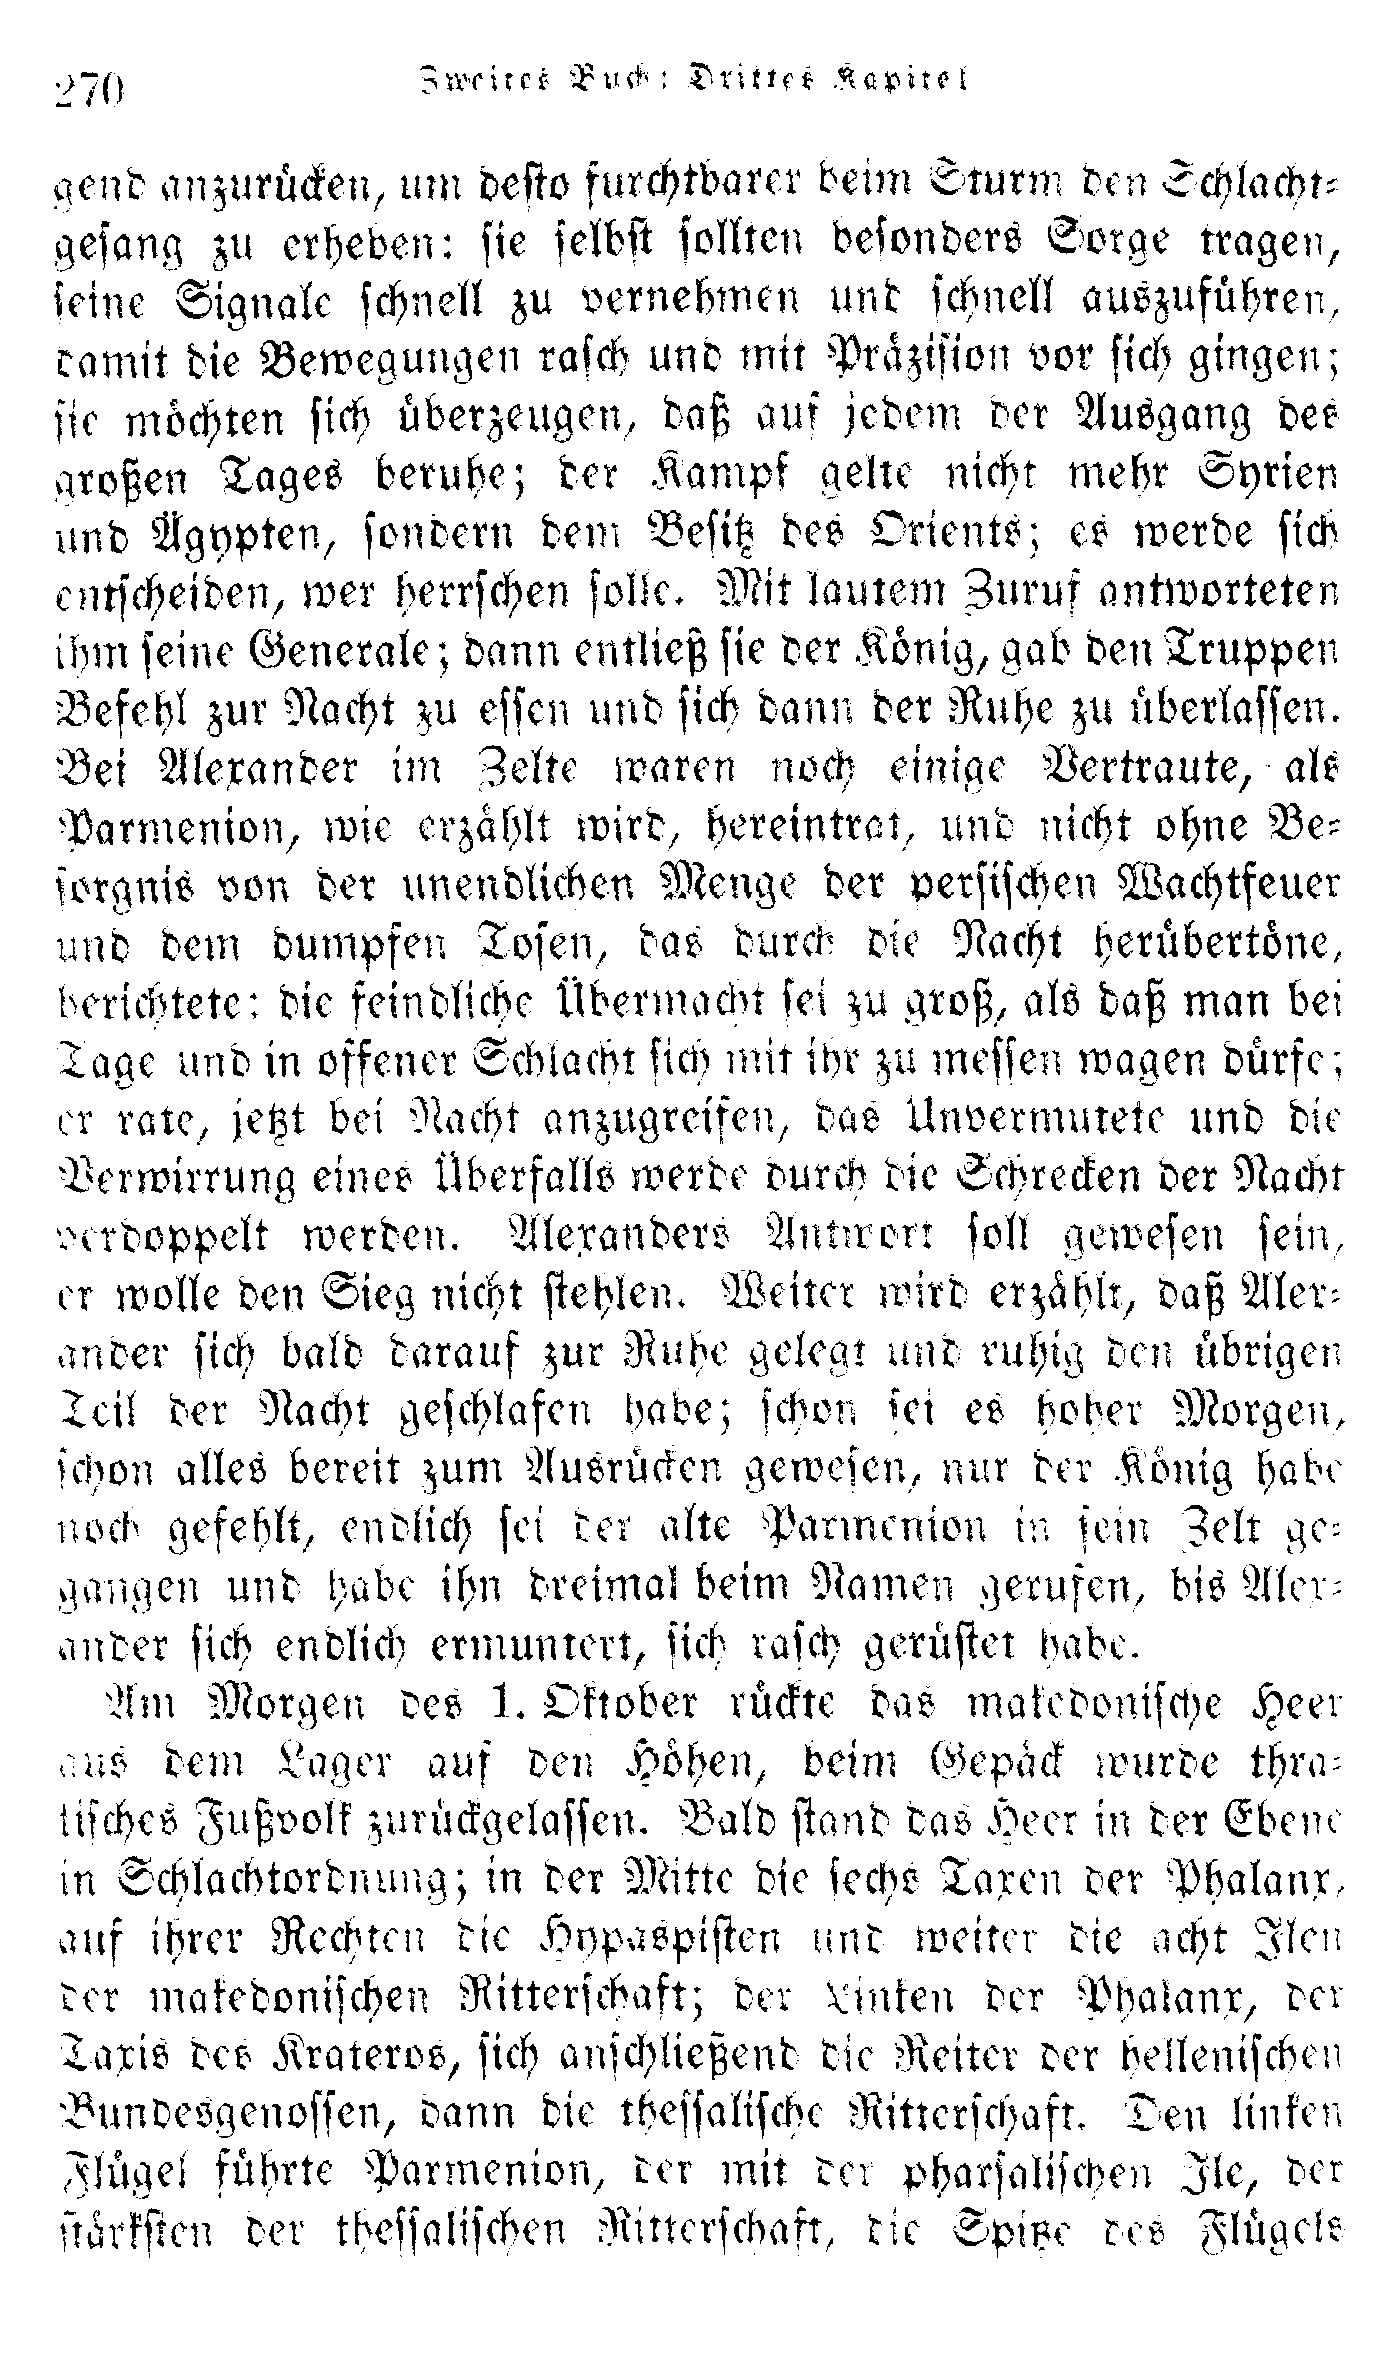 270
Zweites Buch: Drittes Kapitel
gend anzurücken, um desto furchtbarer beim Sturm den Schlacht-
gesang zu erheben: sie selbst sollten besonders Sorge tragen,
seine Signale schnell zu vernehmen und schnell auszuführen,
damit die Bewegungen rasch und mit Präzision vor sich gingen;
sie möchten sich überzeugen, daß auf jedem der Ausgang des
großen Tages beruhe; der Kampf gelte nicht mehr Syrien
und Ägypten, sondern dem Besitz des Orients; es werde sich
entscheiden, wer herrschen solle. Mit lautem Zuruf antworteten
ihm seine Generale; dann entließ sie der König, gab den Truppen
Befehl zur Nacht zu essen und sich dann der Ruhe zu überlassen.
Bei Alexander im Zelte waren noch einige Vertraute, als
Parmenion, wie erzählt wird, hereintrat, und nicht ohne Be-
sorgnis von der unendlichen Menge der persischen Wachtfeuer
und dem dumpfen Tosen, das durch die Nacht herübertöne,
berichtete: die feindliche Übermacht sei zu groß, als daß man bei
Tage und in offener Schlacht sich mit ihr zu messen wagen dürfe;
er rate, jetzt bei Nacht anzugreifen, das Unvermutete und die
Verwirrung eines Überfalls werde durch die Schrecken der Nacht
verdoppelt werden. Alexanders Antwort soll gewesen sein,
er wolle den Sieg nicht stehlen. Weiter wird erzählt, daß Alex-
ander sich bald darauf zur Ruhe gelegt und ruhig den übrigen
Teil der Nacht geschlafen habe; schon sei es hoher Morgen,
schon alles bereit zum Ausrücken gewesen, nur der König habe
noch gefehlt, endlich sei der alte Parmenion in sein Zelt ge-
gangen und habe ihn dreimal beim Namen gerufen, bis Alex-
ander sich endlich ermuntert, sich rasch gerüstet habe.
Am Morgen des 1. Oktober rückte das makedonische Heer
aus dem Lager auf den Höhen, beim Gepäck wurde thra-
kisches Fußvolk zurückgelassen. Bald stand das Heer in der Ebene
in Schlachtordnung; in der Mitte die sechs Taxen der Phalanx,
auf ihrer Rechten die Hypaspisten und weiter die acht Ilen
der makedonischen Ritterschaft; der Linken der Phalanx, der
Taxis des Krateros, sich anschließend die Reiter der hellenischen
Bundesgenossen, dann die thessalische Ritterschaft. Den linken
Flügel führte Parmenion, der mit der pharsalischen Ile, der
stärksten der thessalischen Ritterschaft, die Spitze des Flügels